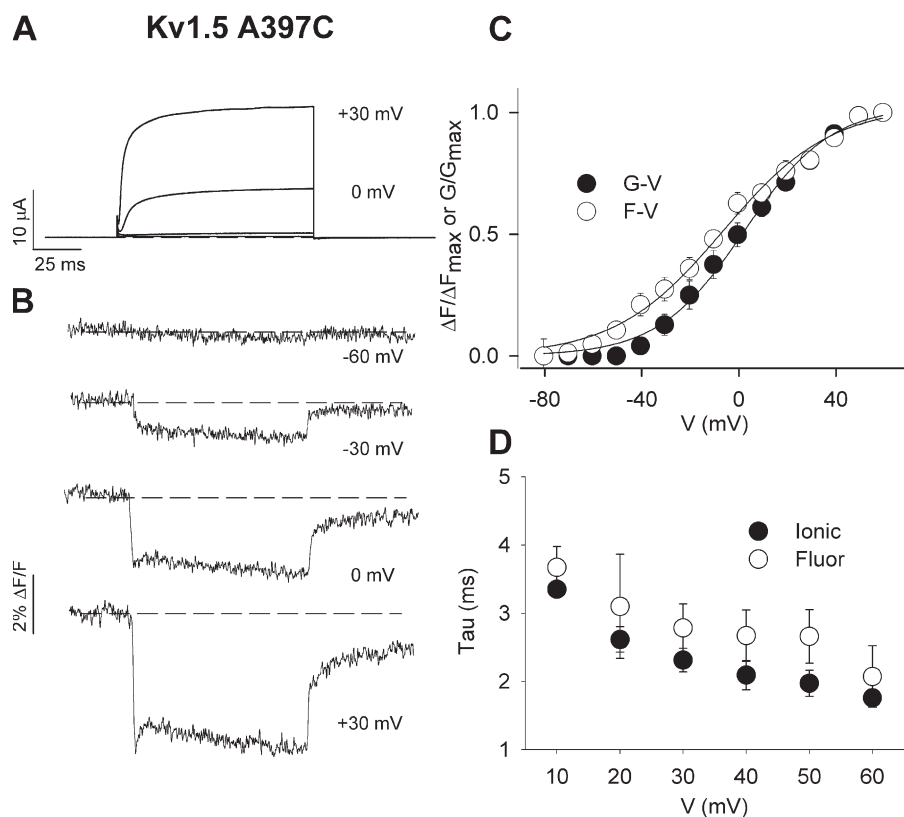 A Kv1.5 A397C
+30 mV
0 mV
10 µA
25 ms
B
-60 mV
-30 mV
0 mV
+30 mV
2% ΔF/F
C
ΔF/ΔFmax or G/Gmax
1.0
0.5
0.0
G-V
F-V
-80 -40 0 40
V (mV)
D
Tau (ms)
5
4
3
2
1
Ionic
Fluor
10 20 30 40 50 60
V (mV)